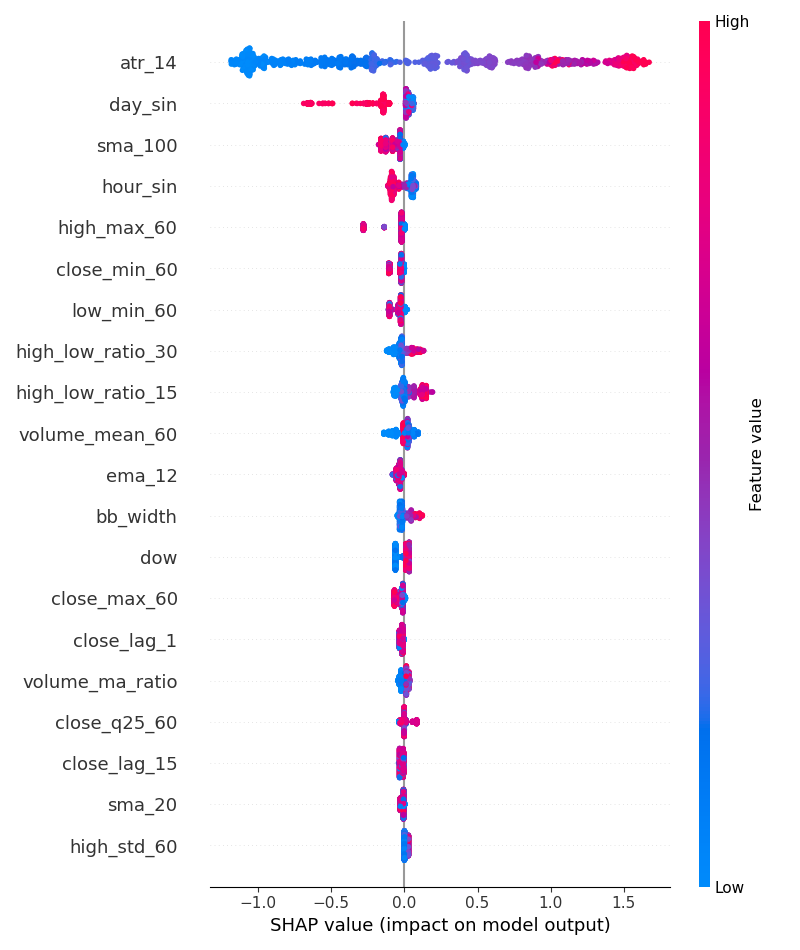 High
atr_14
day_sin
sma_100
hour_sin
high_max_60
close_min_60
low_min_60
high_low_ratio_30
high_low_ratio_15
volume_mean_60
ema_12
bb_width
dow
close_max_60
close_lag_1
volume_ma_ratio
close_q25_60
close_lag_15
sma_20
high_std_60
Feature value
Low
−1.0 −0.5 0.0 0.5 1.0 1.5
SHAP value (impact on model output)